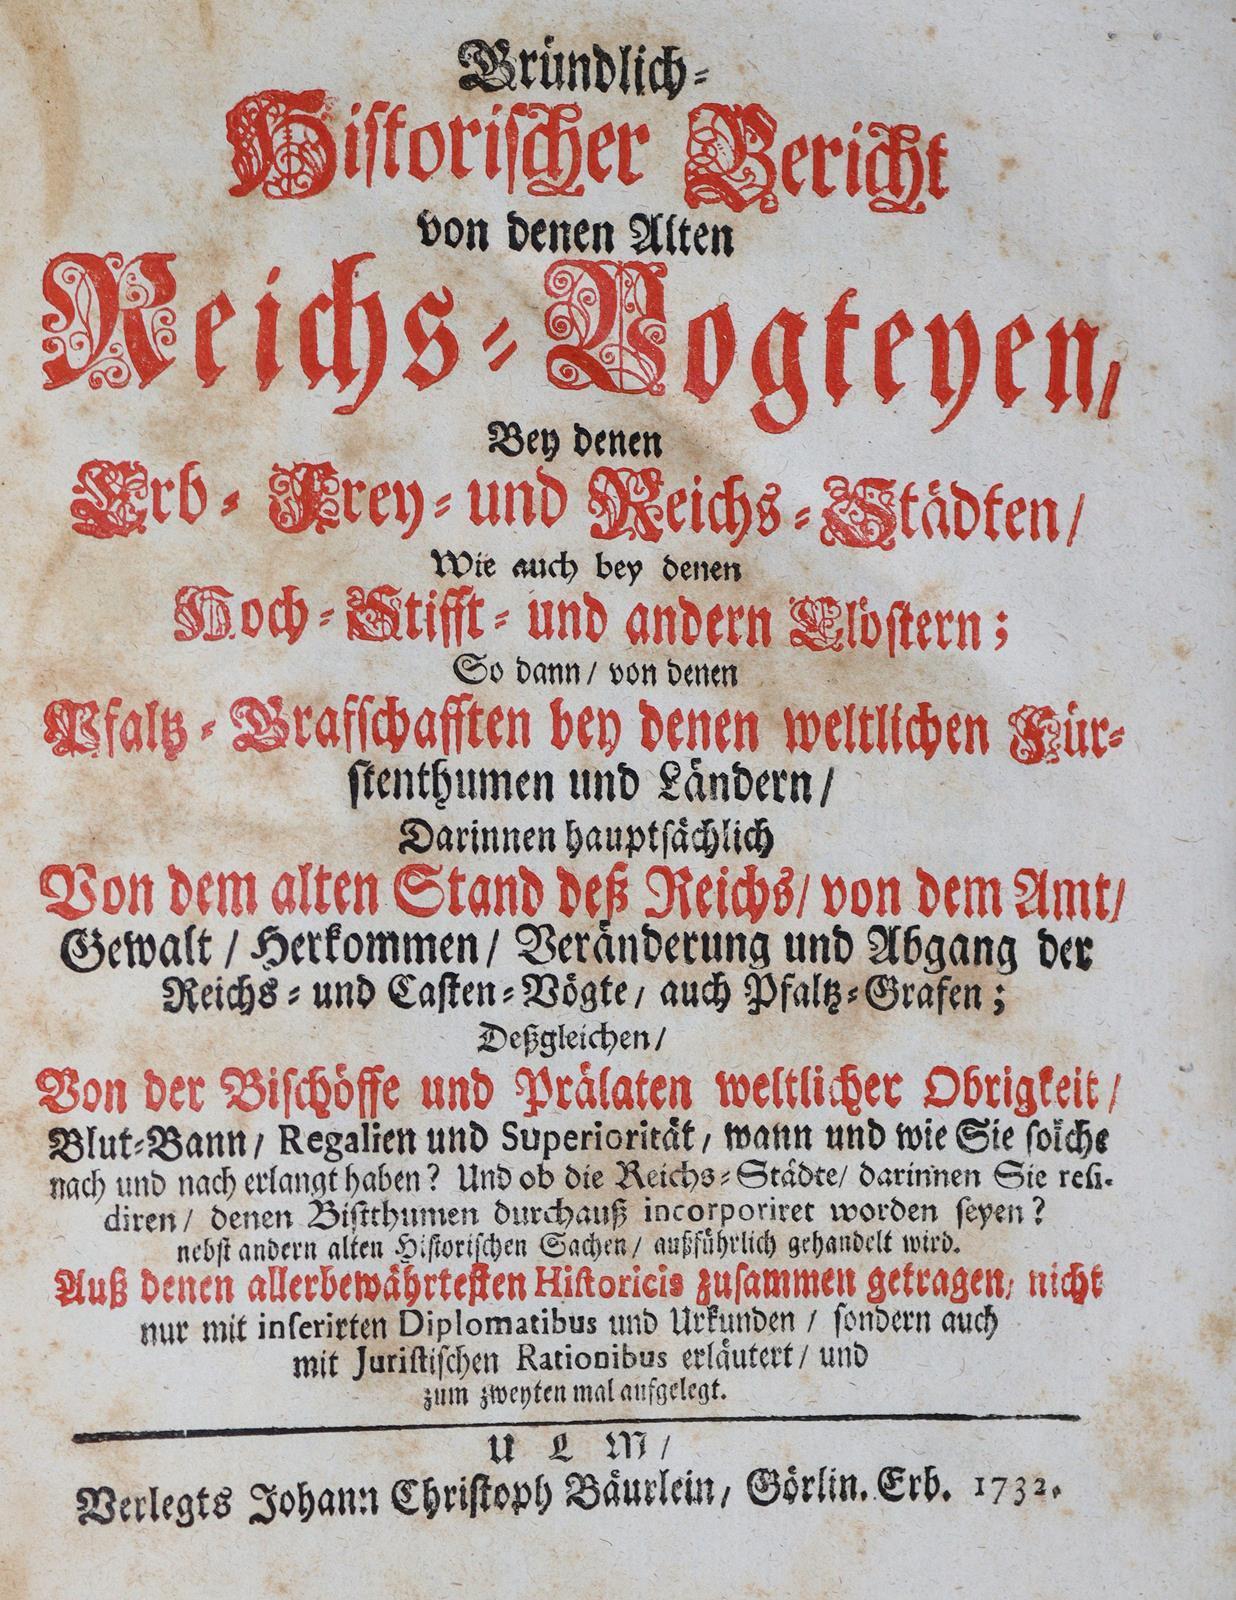 Gründlich-
Historischer Bericht
von denen Alten
Reichs-Vogteyen/
Bey denen
Erb- Frey- und Reichs-Städten/
Wie auch bey denen
Hoch-Stifft- und andern Clöstern;
So dann/ von denen
Pfaltz-Grafschafften bey denen weltlichen Für-
stenthumen und Ländern/
Darinnen hauptsächlich
Von dem alten Stand deß Reichs/ von dem Amt/
Gewalt/ Herkommen/ Veränderung und Abgang der
Reichs- und Casten-Vögte/ auch Pfaltz-Grafen;
Deßgleichen/
Von der Bischöffe und Prälaten weltlicher Obrigkeit/
Blut-Bann/ Regalien und Superiorität/ wann und wie Sie solche
nach und nach erlangt haben? Und ob die Reichs-Städte/ darinnen Sie resi-
diren/ denen Bistthumen durchauß incorporiret worden seyen?
nebst andern alten Historischen Sachen/ außführlich gehandelt wird.
Auß denen allerbewährtesten Historicis zusammen getragen/ nicht
nur mit inserirten Diplomatibus und Urkunden/ sondern auch
mit Juristischen Rationibus erläutert/ und
zum zweyten mal aufgelegt.
ULM/
Verlegts Johann Christoph Bäurlein/ Görlin. Erb. 1732.